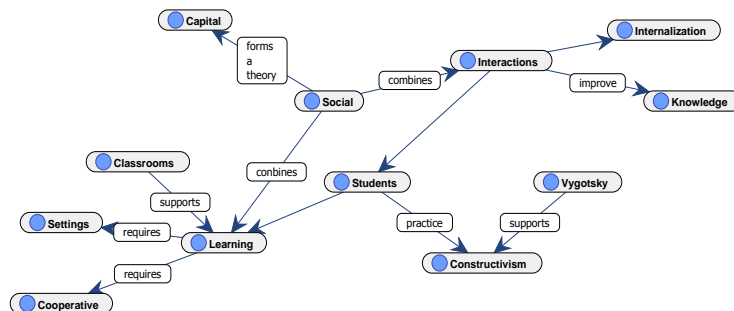 Capital
Internalization
forms
a
theory
Interactions
combines
improve
Social
Knowledge
Classrooms
conbines
Students
Vygotsky
supports
Settings
practice
supports
requires
Learning
Constructivism
requires
Cooperative